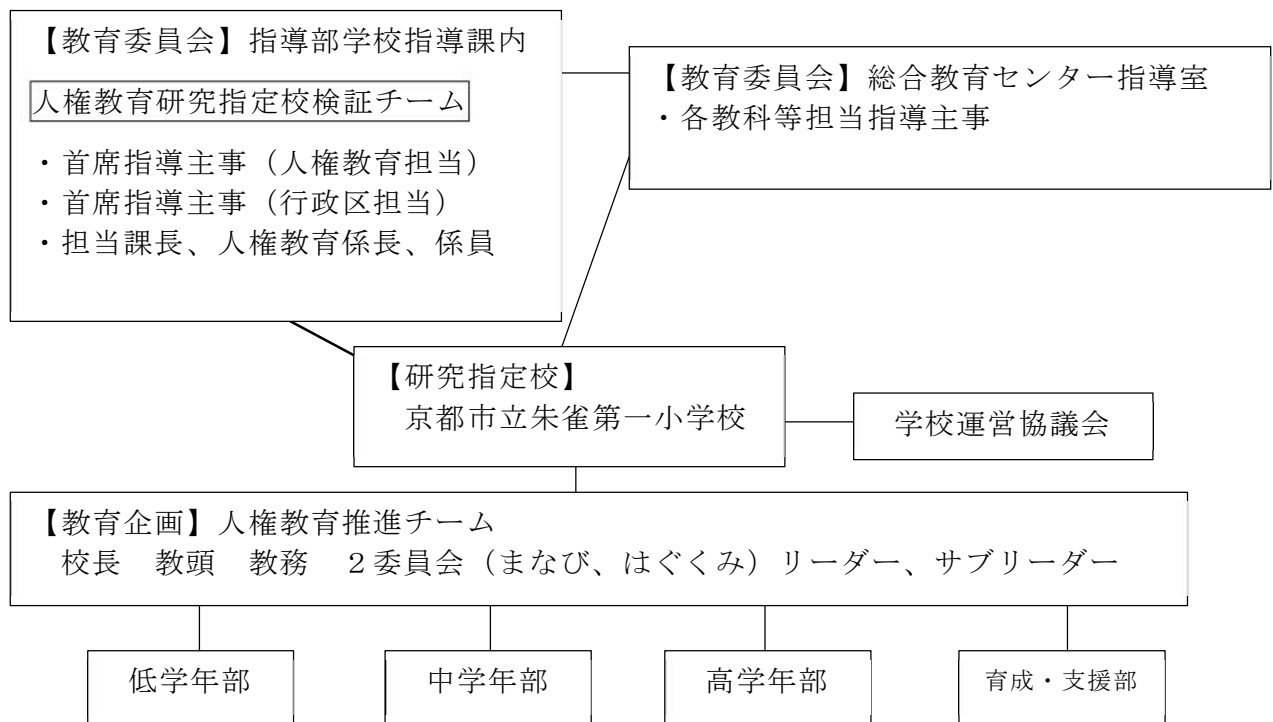 【教育委員会】指導部学校指導課内
人権教育研究指定校検証チーム
・首席指導主事（人権教育担当）
・首席指導主事（行政区担当）
・担当課長、人権教育係長、係員
【教育委員会】総合教育センター指導室
・各教科等担当指導主事
【研究指定校】
京都市立朱雀第一小学校
学校運営協議会
【教育企画】人権教育推進チーム
校長　教頭　教務　２委員会（まなび、はぐくみ）リーダー、サブリーダー
低学年部
中学年部
高学年部
育成・支援部